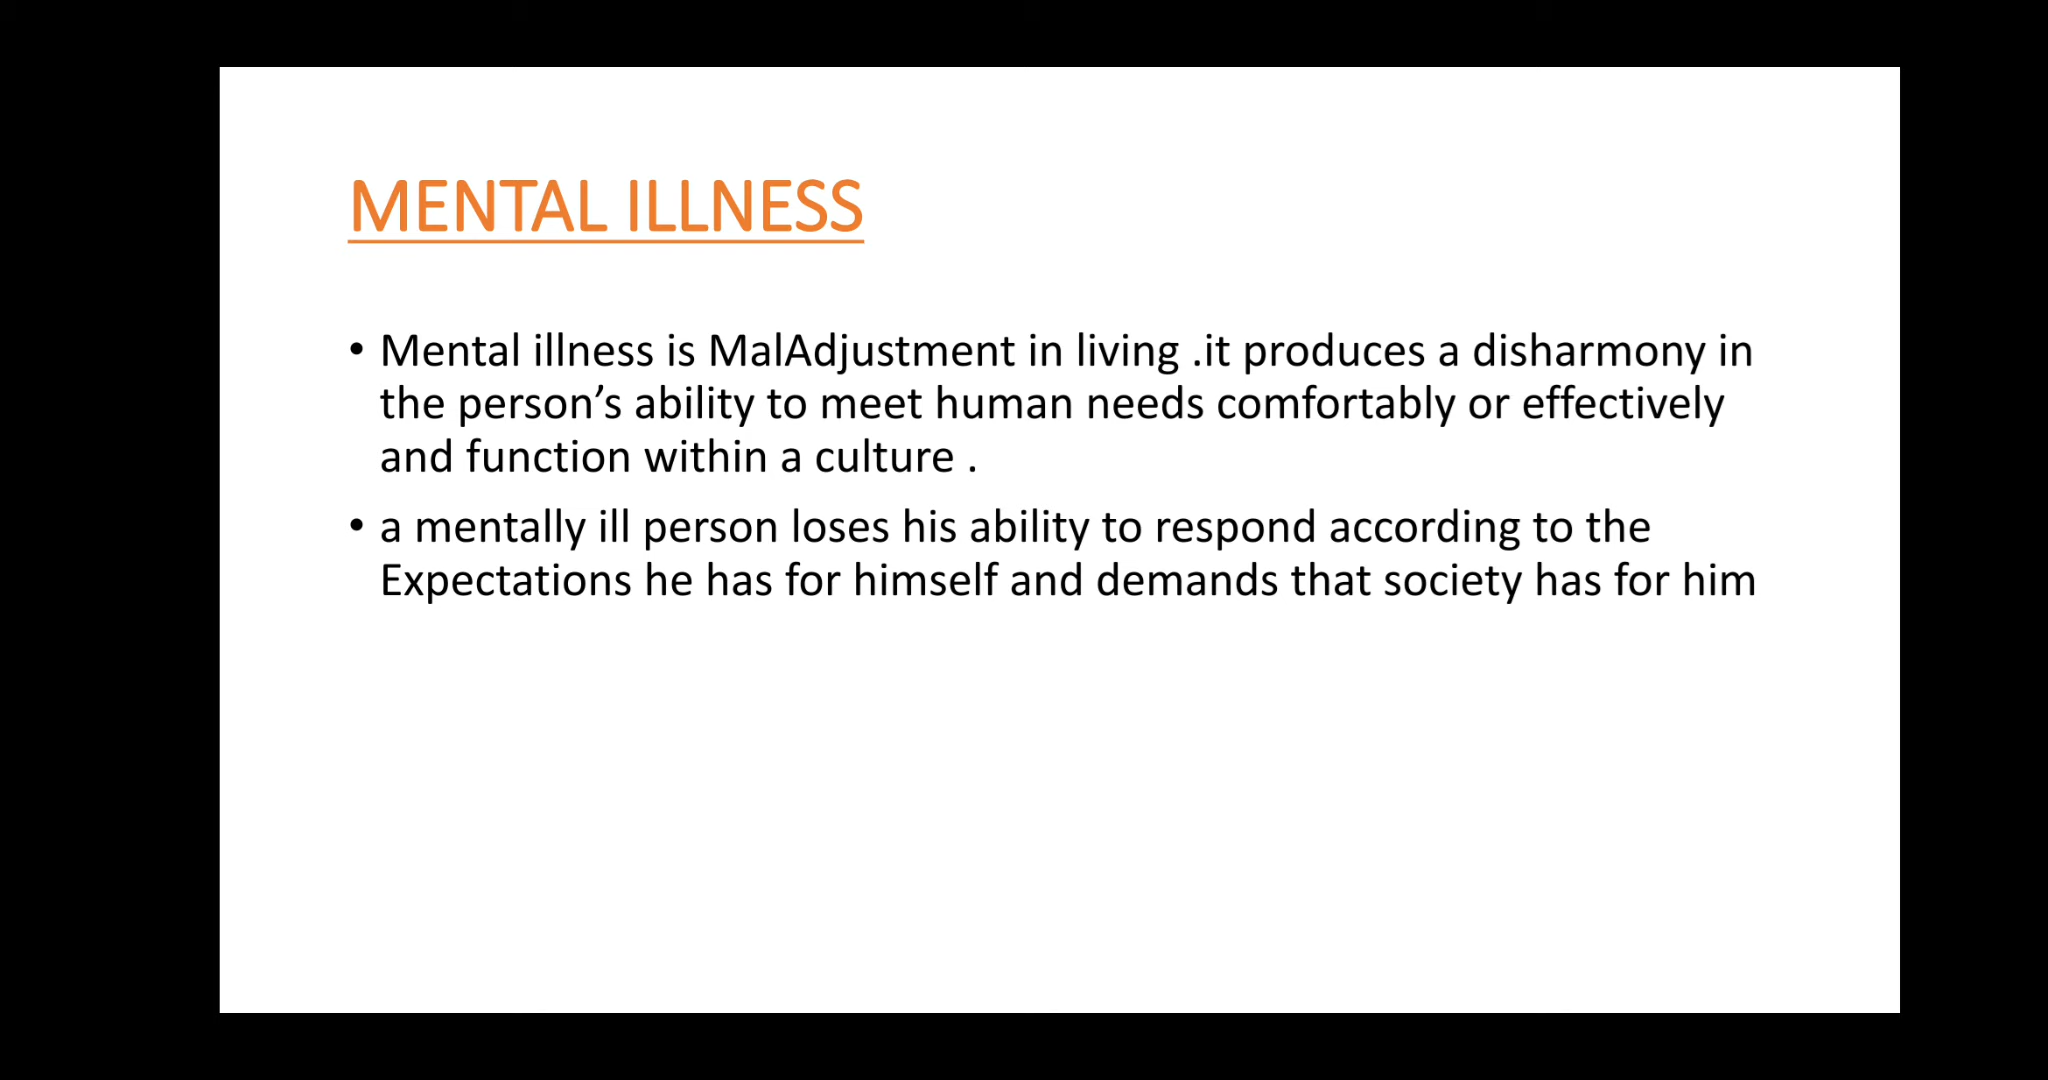 MENTAL ILLNESS
• Mental illness is MalAdjustment in living .it produces a disharmony in
the person’s ability to meet human needs comfortably or effectively
and function within a culture .
• a mentally ill person loses his ability to respond according to the
Expectations he has for himself and demands that society has for him